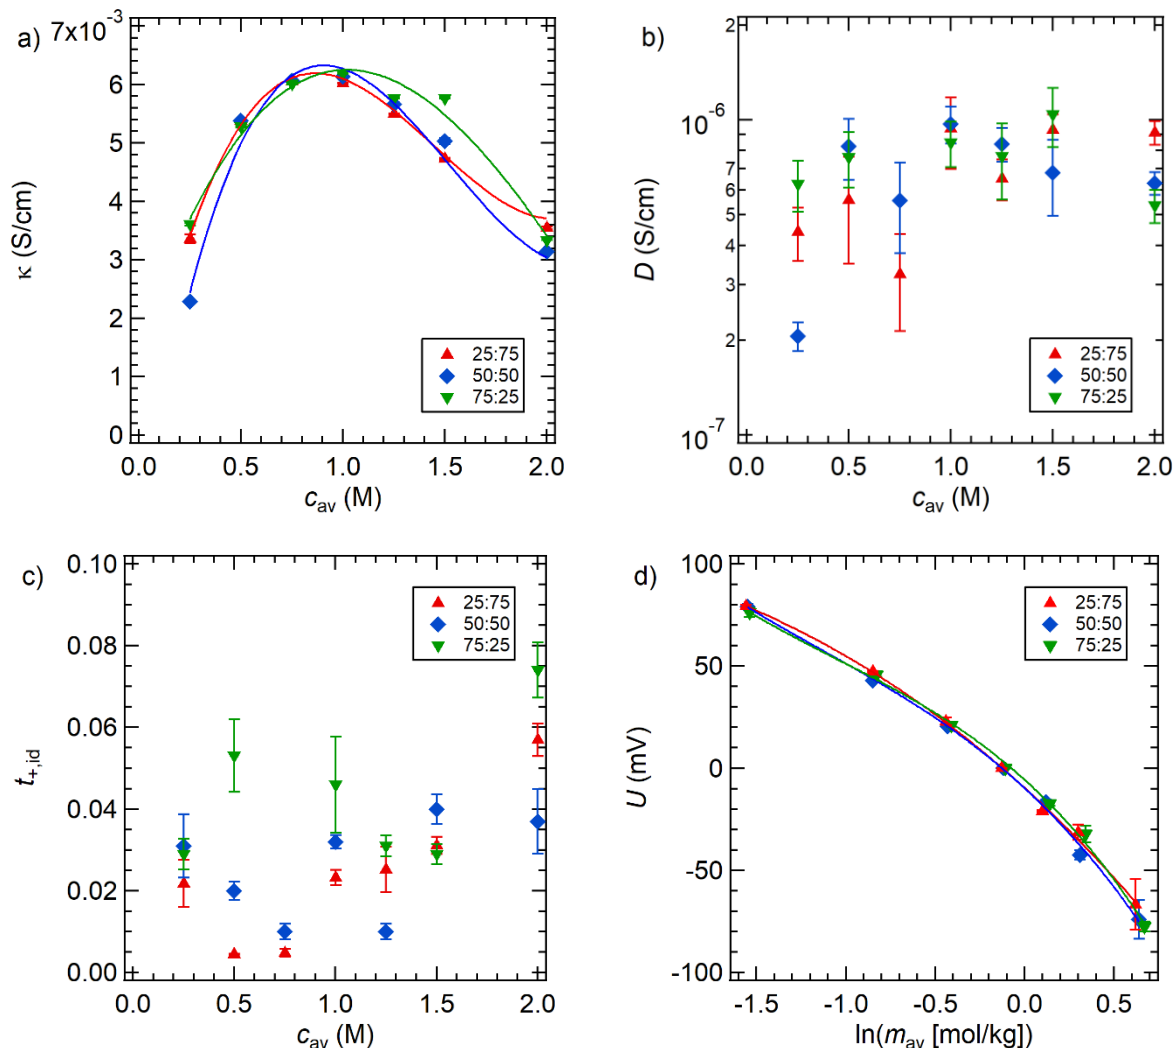 a)
7x10⁻³
6
5
4
3
2
1
0
κ (S/cm)
0.0 0.5 1.0 1.5 2.0
c_av (M)
25:75
50:50
75:25
b)
2
10⁻⁶
7
6
5
4
3
2
10⁻⁷
D (S/cm)
0.0 0.5 1.0 1.5 2.0
c_av (M)
25:75
50:50
75:25
c)
0.10
0.08
0.06
0.04
0.02
0.00
t_+,id
0.0 0.5 1.0 1.5 2.0
c_av (M)
25:75
50:50
75:25
d)
100
50
0
-50
-100
U (mV)
-1.5 -1.0 -0.5 0.0 0.5
ln(m_av [mol/kg])
25:75
50:50
75:25